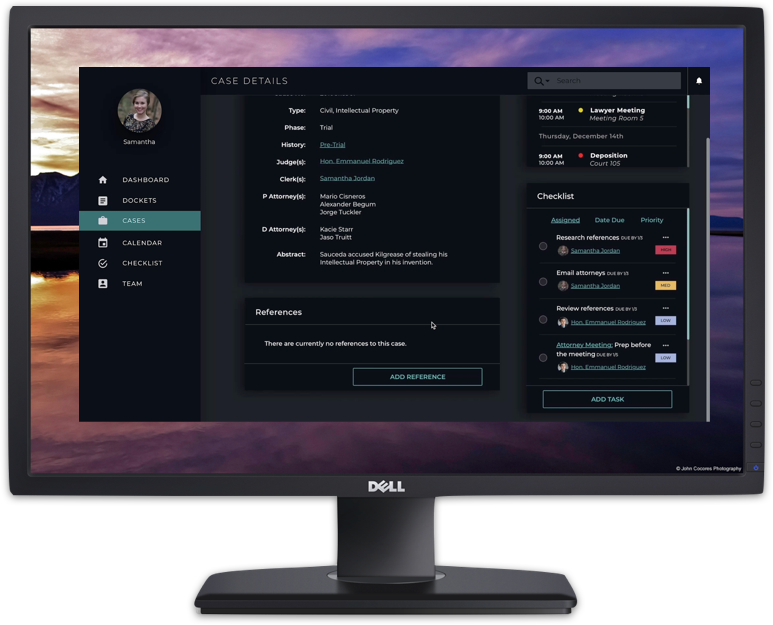 CASE DETAILS
Search
Samantha
DASHBOARD
DOCKETS
CASES
CALENDAR
CHECKLIST
TEAM
Type: Civil, Intellectual Property
Phase: Trial
History: Pre-Trial
Judge(s): Hon. Emmanuel Rodriguez
Clerk(s): Samantha Jordan
P Attorney(s): Mario Cisneros
Alexander Begum
Jorge Tuckler
D Attorney(s): Kacie Starr
Jaso Truitt
Abstract: Sauceda accused Kilgrease of stealing his
Intellectual Property in his invention.
References
There are currently no references to this case.
ADD REFERENCE
9:00 AM Lawyer Meeting
10:00 AM Meeting Room 5
Thursday, December 14th
9:00 AM Deposition
10:00 AM Court 105
Checklist
Assigned Date Due Priority
Research references DUE BY 1/5
Samantha Jordan HIGH
Email attorneys DUE BY 1/5
Samantha Jordan MED
Review references DUE BY 1/5
Hon. Emmanuel Rodriguez LOW
Attorney Meeting: Prep before
the meeting DUE BY 1/5 LOW
Hon. Emmanuel Rodriguez
ADD TASK
© John Cocores Photography
DELL